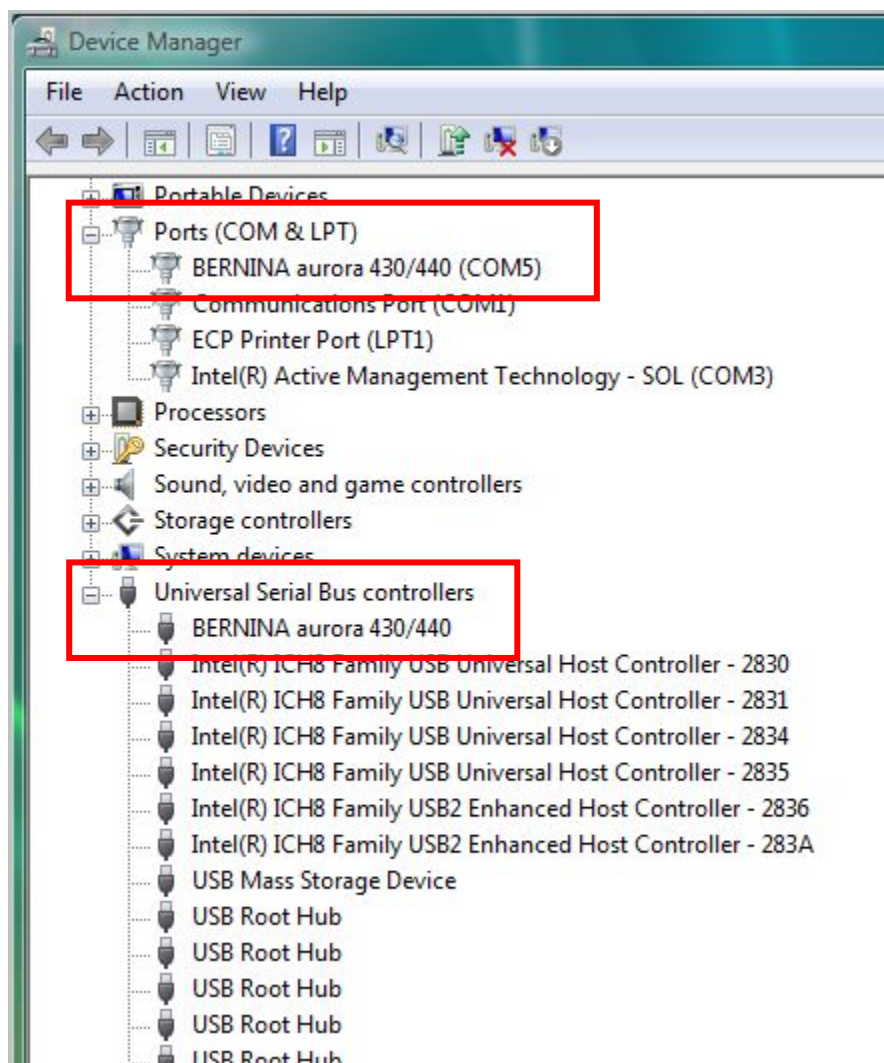 Device Manager
File Action View Help
Portable Devices
Ports (COM & LPT)
BERNINA aurora 430/440 (COM5)
Communications Port (COM1)
ECP Printer Port (LPT1)
Intel(R) Active Management Technology - SOL (COM3)
Processors
Security Devices
Sound, video and game controllers
Storage controllers
System devices
Universal Serial Bus controllers
BERNINA aurora 430/440
Intel(R) ICH8 Family USB Universal Host Controller - 2830
Intel(R) ICH8 Family USB Universal Host Controller - 2831
Intel(R) ICH8 Family USB Universal Host Controller - 2834
Intel(R) ICH8 Family USB Universal Host Controller - 2835
Intel(R) ICH8 Family USB2 Enhanced Host Controller - 2836
Intel(R) ICH8 Family USB2 Enhanced Host Controller - 283A
USB Mass Storage Device
USB Root Hub
USB Root Hub
USB Root Hub
USB Root Hub
USB Root Hub